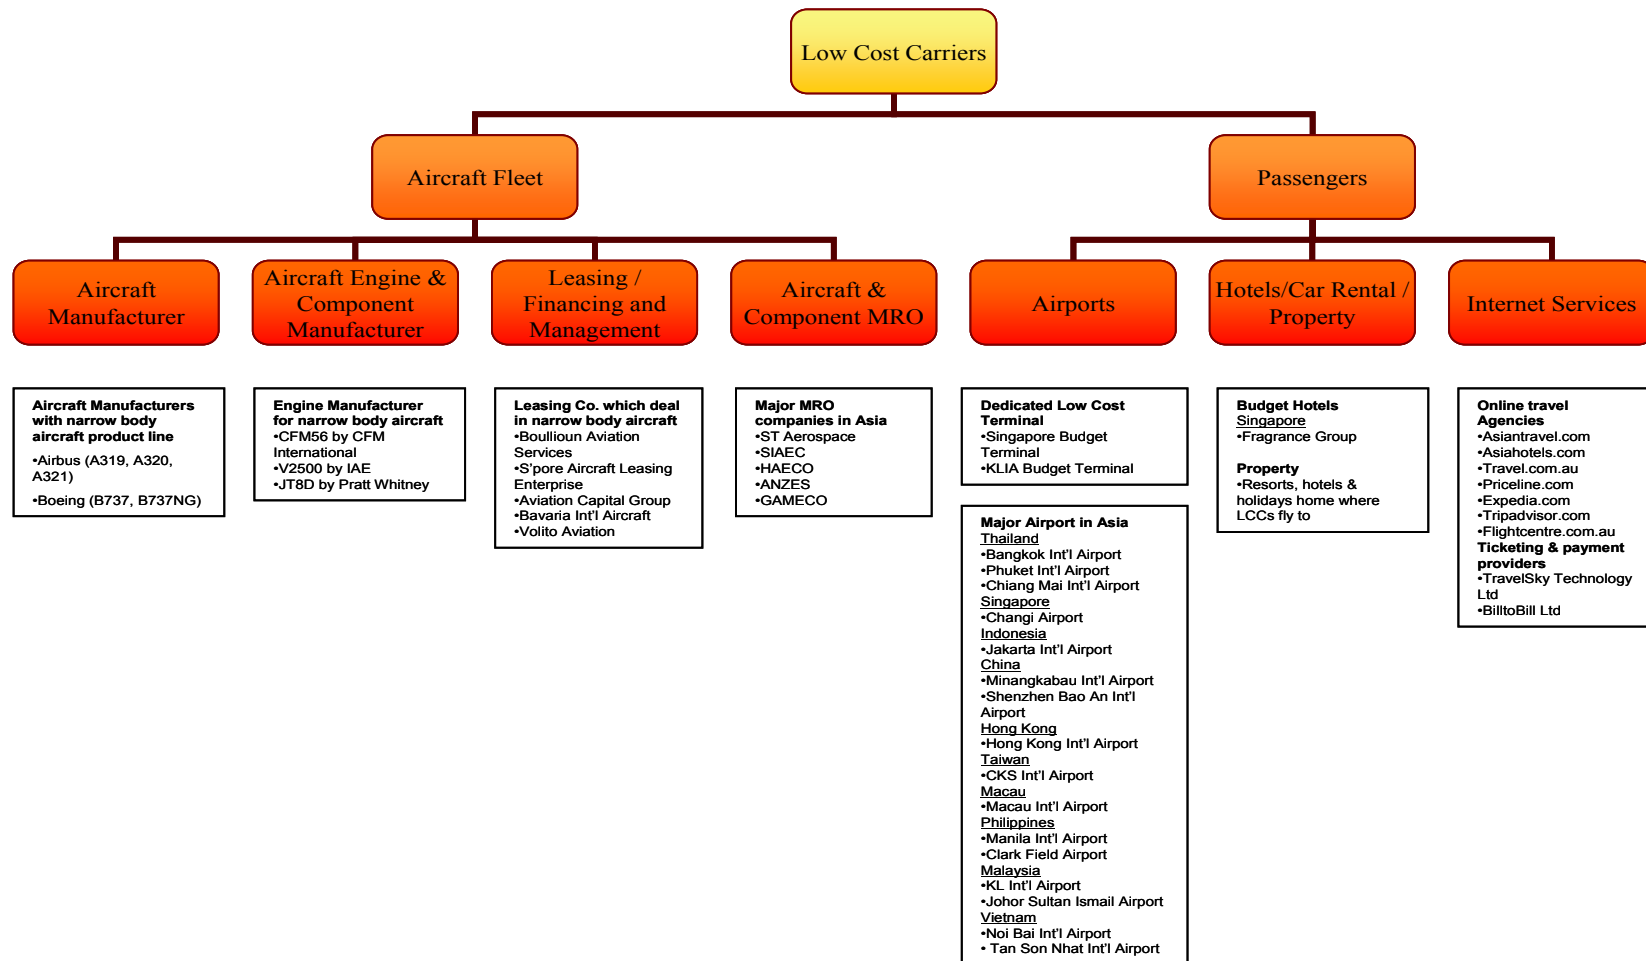 Low Cost Carriers
Aircraft Fleet
Passengers
Aircraft
Manufacturer
Aircraft Engine &
Component
Manufacturer
Leasing /
Financing and
Management
Aircraft &
Component MRO
Airports
Hotels/Car Rental /
Property
Internet Services
Aircraft Manufacturers
with narrow body
aircraft product line
•Airbus (A319, A320,
A321)
•Boeing (B737, B737NG)
Engine Manufacturer
for narrow body aircraft
•CFM56 by CFM
International
•V2500 by IAE
•JT8D by Pratt Whitney
Leasing Co. which deal
in narrow body aircraft
•Boullioun Aviation
Services
•S'pore Aircraft Leasing
Enterprise
•Aviation Capital Group
•Bavaria Int'l Aircraft
•Volito Aviation
Major MRO
companies in Asia
•ST Aerospace
•SIAEC
•HAECO
•ANZES
•GAMECO
Dedicated Low Cost
Terminal
•Singapore Budget
Terminal
•KLIA Budget Terminal
Major Airport in Asia
Thailand
•Bangkok Int'l Airport
•Phuket Int'l Airport
•Chiang Mai Int'l Airport
Singapore
•Changi Airport
Indonesia
•Jakarta Int'l Airport
China
•Minangkabau Int'l Airport
•Shenzhen Bao An Int'l
Airport
Hong Kong
•Hong Kong Int'l Airport
Taiwan
•CKS Int'l Airport
Macau
•Macau Int'l Airport
Philippines
•Manila Int'l Airport
•Clark Field Airport
Malaysia
•KL Int'l Airport
•Johor Sultan Ismail Airport
Vietnam
•Noi Bai Int'l Airport
• Tan Son Nhat Int'l Airport
Budget Hotels
Singapore
•Fragrance Group
Property
•Resorts, hotels &
holidays home where
LCCs fly to
Online travel
Agencies
•Asiantravel.com
•Asiahotels.com
•Travel.com.au
•Priceline.com
•Expedia.com
•Tripadvisor.com
•Flightcentre.com.au
Ticketing & payment
providers
•TravelSky Technology
Ltd
•BilltoBill Ltd